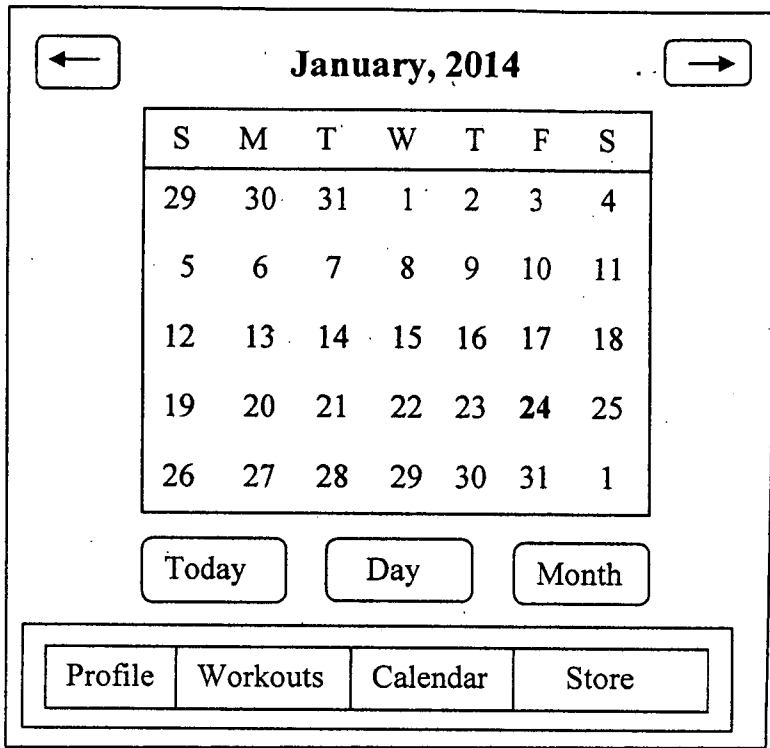 January, 2014
S M T W T F S
29 30 31 1 2 3 4
5 6 7 8 9 10 11
12 13 14 15 16 17 18
19 20 21 22 23 24 25
26 27 28 29 30 31 1
Today Day Month
Profile Workouts Calendar Store